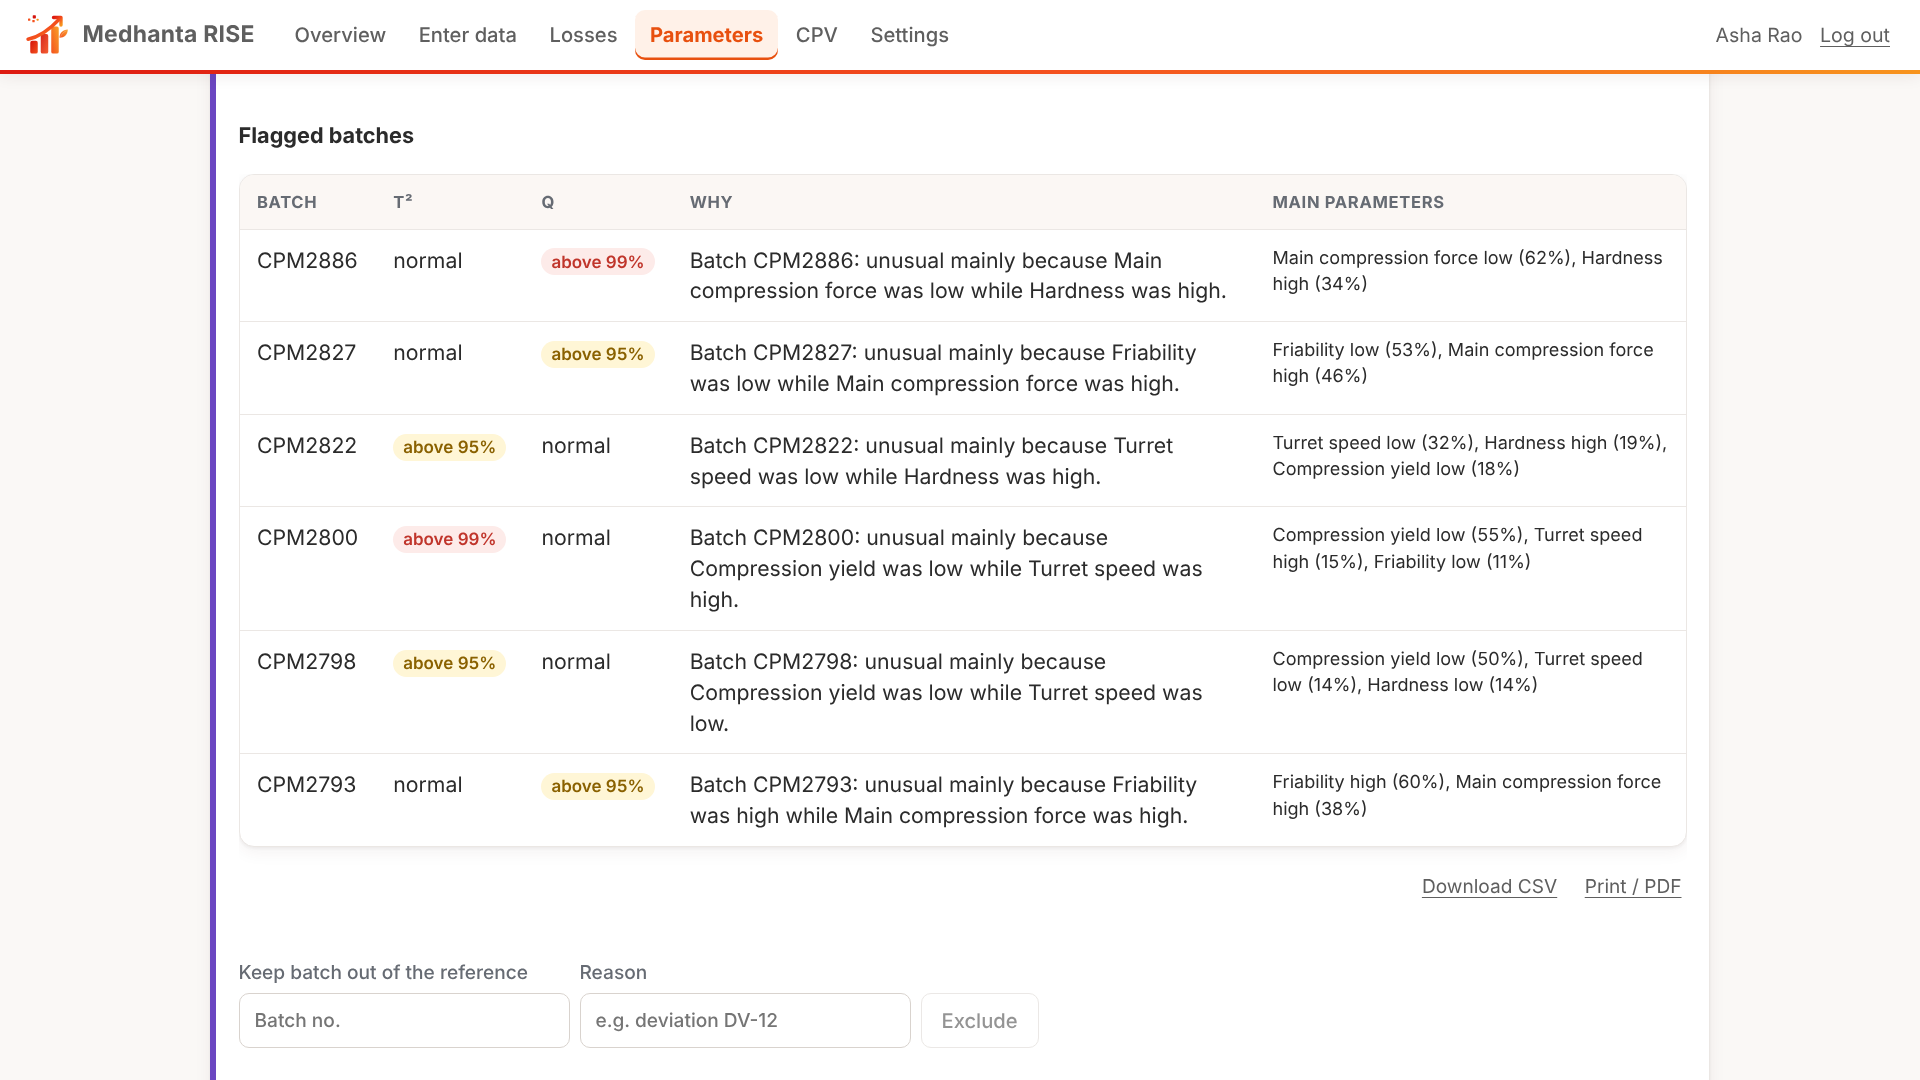 Medhanta RISE
Overview
Enter data
Losses
Parameters
CPV
Settings
Asha Rao
Log out
Flagged batches
BATCH T² Q WHY MAIN PARAMETERS
CPM2886 normal above 99% Batch CPM2886: unusual mainly because Main
compression force was low while Hardness was high.
Main compression force low (62%), Hardness
high (34%)
CPM2827 normal above 95% Batch CPM2827: unusual mainly because Friability
was low while Main compression force was high.
Friability low (53%), Main compression force
high (46%)
CPM2822 above 95% normal Batch CPM2822: unusual mainly because Turret
speed was low while Hardness was high.
Turret speed low (32%), Hardness high (19%),
Compression yield low (18%)
CPM2800 above 99% normal Batch CPM2800: unusual mainly because
Compression yield was low while Turret speed was
high.
Compression yield low (55%), Turret speed
high (15%), Friability low (11%)
CPM2798 above 95% normal Batch CPM2798: unusual mainly because
Compression yield was low while Turret speed was
low.
Compression yield low (50%), Turret speed
low (14%), Hardness low (14%)
CPM2793 normal above 95% Batch CPM2793: unusual mainly because Friability
was high while Main compression force was high.
Friability high (60%), Main compression force
high (38%)
Download CSV Print / PDF
Keep batch out of the reference Reason
Batch no. e.g. deviation DV-12 Exclude